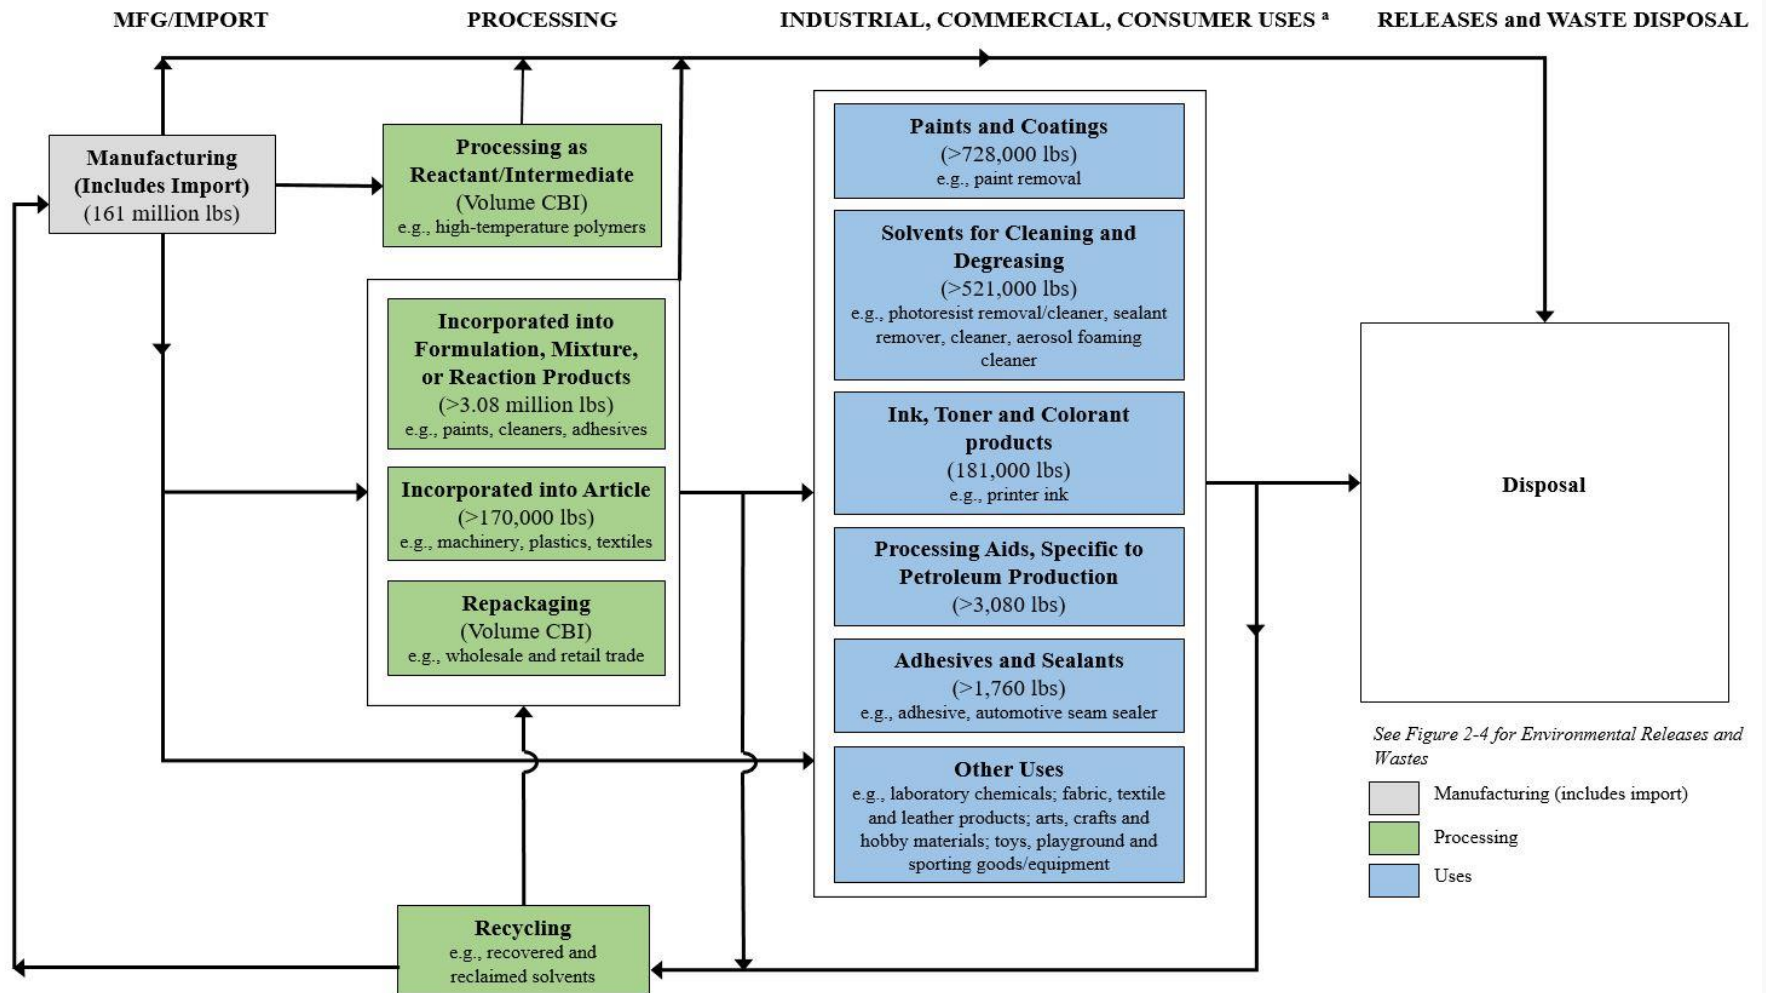 MFG/IMPORT
PROCESSING
INDUSTRIAL, COMMERCIAL, CONSUMER USES ᵃ
RELEASES and WASTE DISPOSAL
Manufacturing
(Includes Import)
(161 million lbs)
Processing as
Reactant/Intermediate
(Volume CBI)
e.g., high-temperature polymers
Incorporated into
Formulation, Mixture,
or Reaction Products
(>3.08 million lbs)
e.g., paints, cleaners, adhesives
Incorporated into Article
(>170,000 lbs)
e.g., machinery, plastics, textiles
Repackaging
(Volume CBI)
e.g., wholesale and retail trade
Recycling
e.g., recovered and
reclaimed solvents
Paints and Coatings
(>728,000 lbs)
e.g., paint removal
Solvents for Cleaning and
Degreasing
(>521,000 lbs)
e.g., photoresist removal/cleaner, sealant
remover, cleaner, aerosol foaming
cleaner
Ink, Toner and Colorant
products
(181,000 lbs)
e.g., printer ink
Processing Aids, Specific to
Petroleum Production
(>3,080 lbs)
Adhesives and Sealants
(>1,760 lbs)
e.g., adhesive, automotive seam sealer
Other Uses
e.g., laboratory chemicals; fabric, textile
and leather products; arts, crafts and
hobby materials; toys, playground and
sporting goods/equipment
Disposal
See Figure 2-4 for Environmental Releases and
Wastes
Manufacturing (includes import)
Processing
Uses